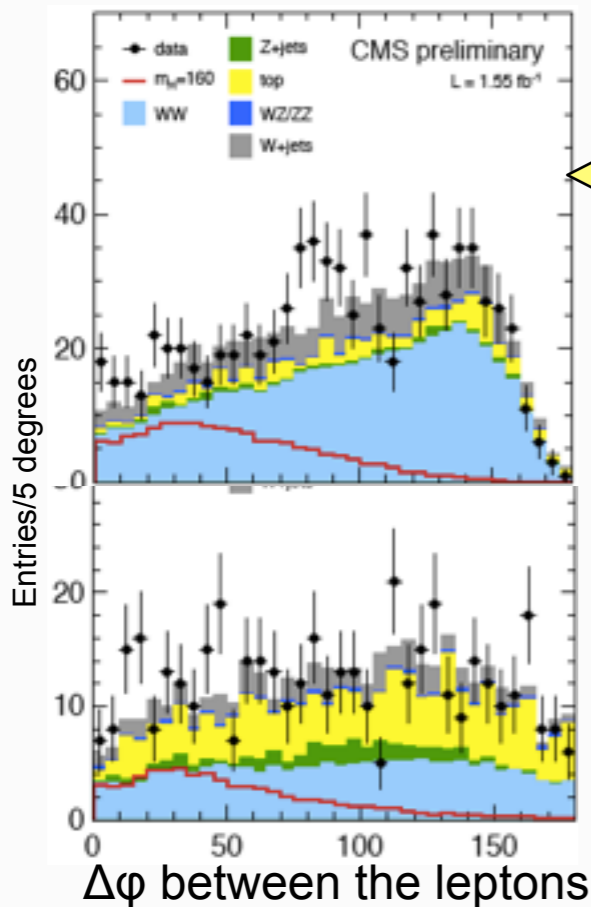 data
m_H=160
WW
Z+jets
top
WZ/ZZ
W+jets
CMS preliminary
L = 1.55 fb⁻¹
60
40
20
0
Entries/5 degrees
20
10
0
0 50 100 150
Δφ between the leptons